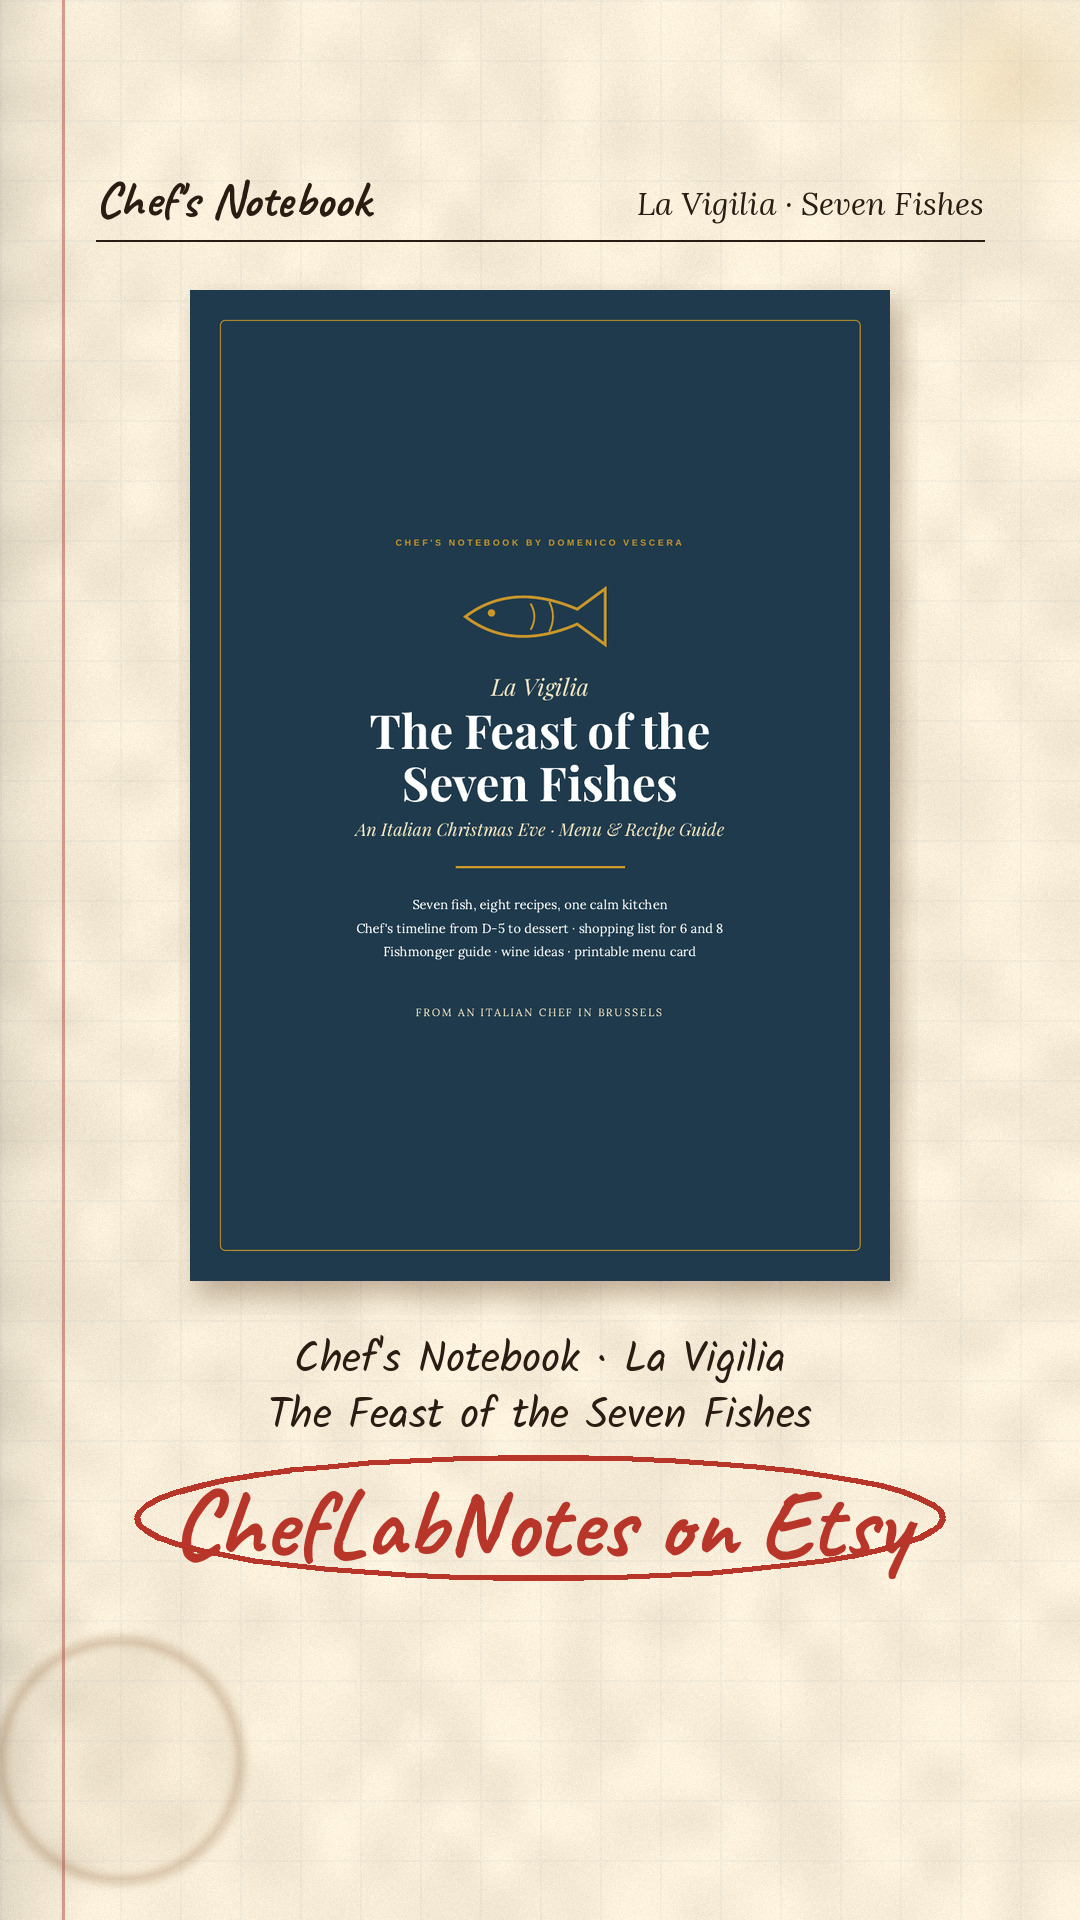 Chef's Notebook
La Vigilia · Seven Fishes
CHEF'S NOTEBOOK BY DOMENICO VESCERA
La Vigilia
The Feast of the
Seven Fishes
An Italian Christmas Eve · Menu & Recipe Guide
Seven fish, eight recipes, one calm kitchen
Chef's timeline from D-5 to dessert · shopping list for 6 and 8
Fishmonger guide · wine ideas · printable menu card
FROM AN ITALIAN CHEF IN BRUSSELS
Chef's Notebook · La Vigilia
The Feast of the Seven Fishes
ChefLabNotes on Etsy